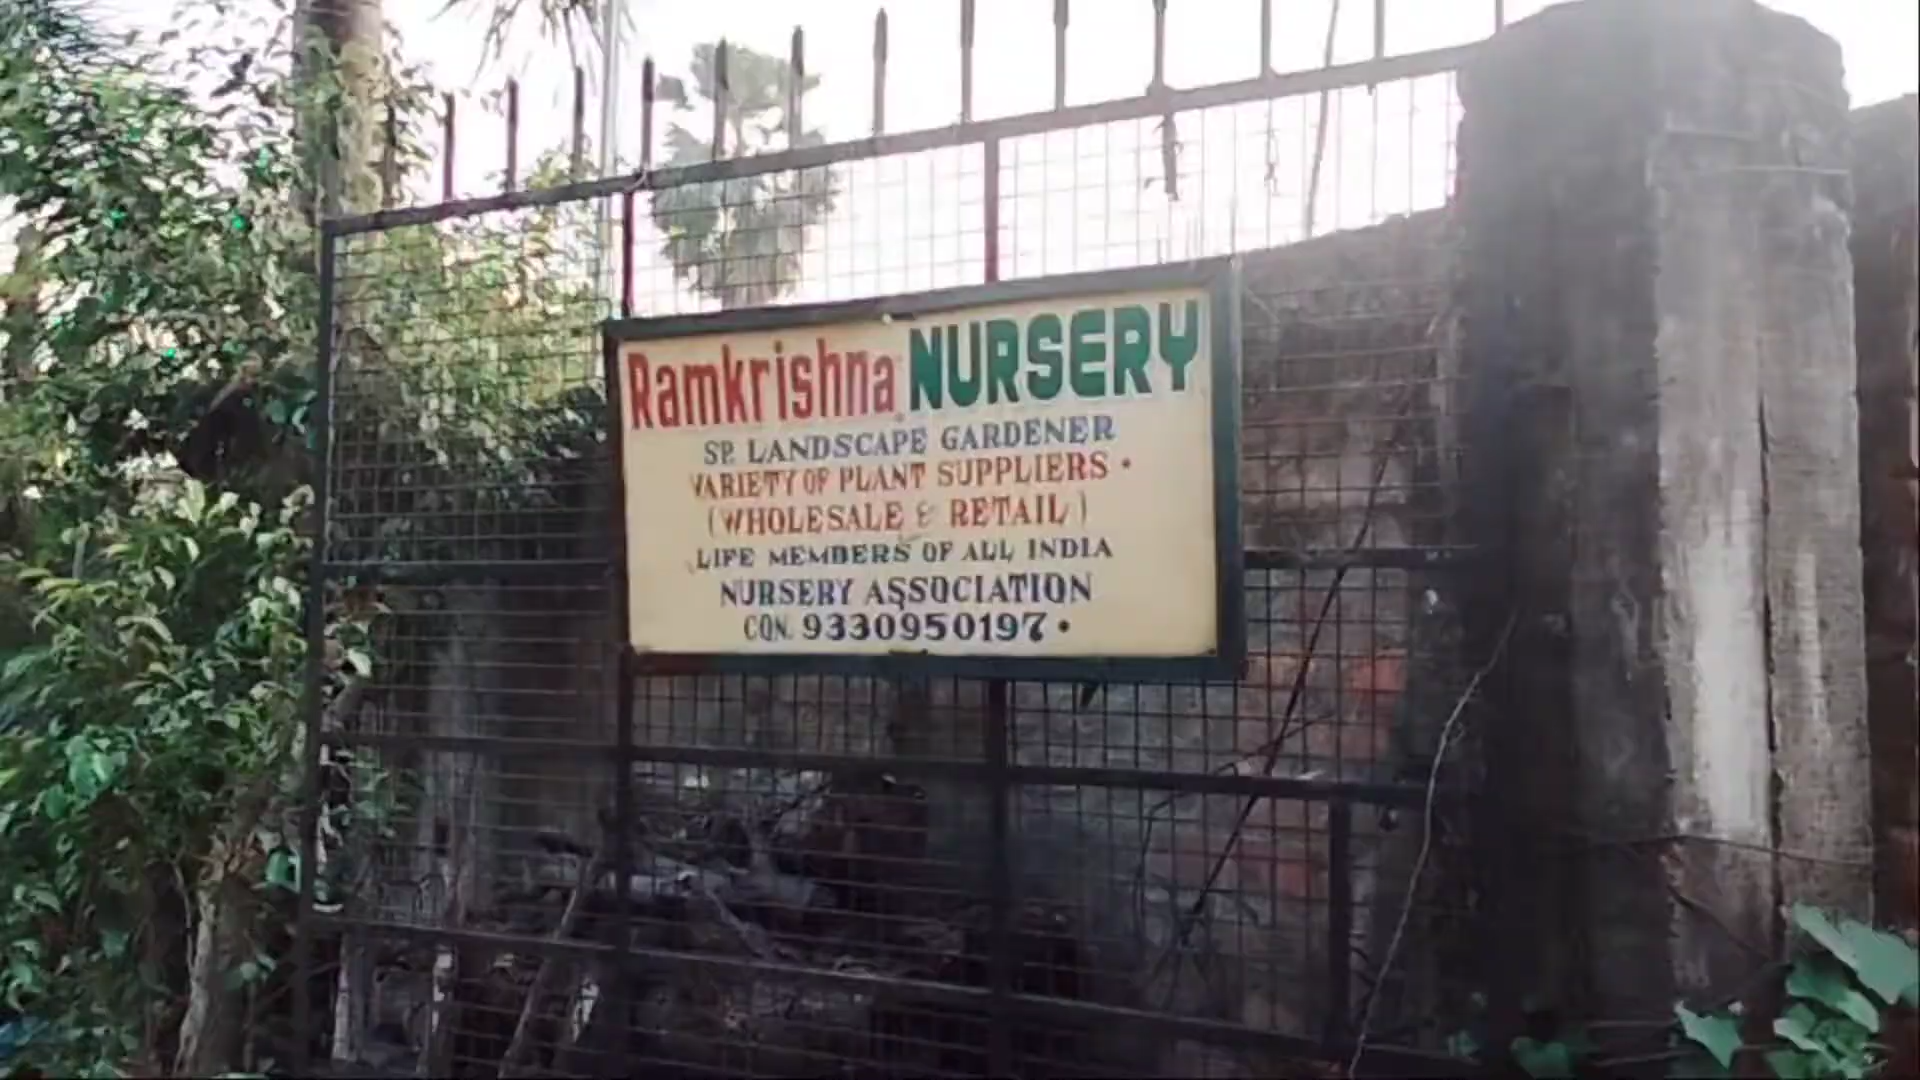 Ramkrishna NURSERY
SP. LANDSCAPE GARDENER
VARIETY OF PLANT SUPPLIERS •
(WHOLESALE & RETAIL)
LIFE MEMBERS OF ALL INDIA
NURSERY ASSOCIATION
CON. 9330950197 •